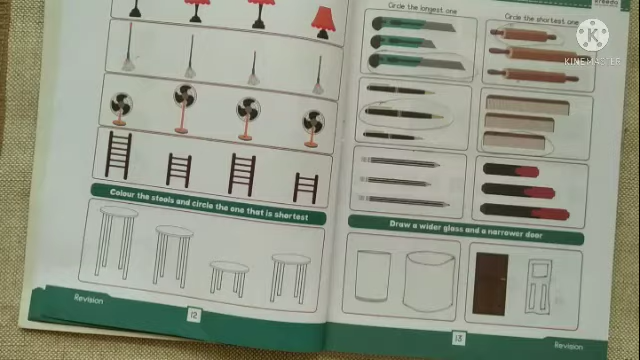 Colour the stools and circle the one that is shortest
Revision
12
Circle the longest one
Circle the shortest one
KINEMASTER
Draw a wider glass and a narrower door
13
Revision